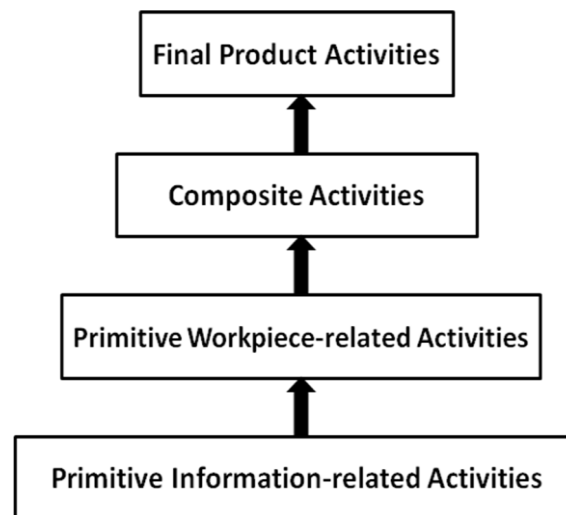 Final Product Activities
Composite Activities
Primitive Workpiece-related Activities
Primitive Information-related Activities